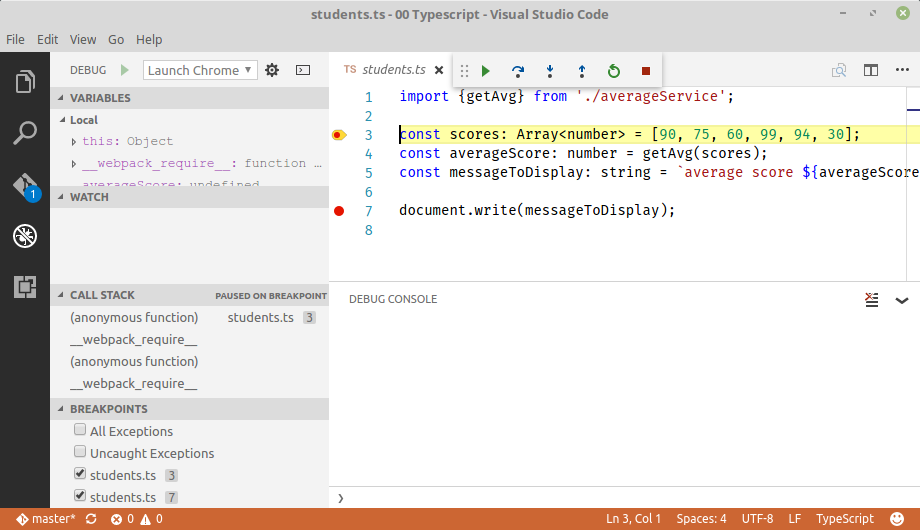 students.ts - 00 Typescript - Visual Studio Code
File Edit View Go Help
DEBUG Launch Chrome
VARIABLES
Local
this: Object
__webpack_require__: function …
averageScore: undefined
WATCH
CALL STACK PAUSED ON BREAKPOINT
(anonymous function) students.ts 3
__webpack_require__
(anonymous function)
__webpack_require__
BREAKPOINTS
All Exceptions
Uncaught Exceptions
students.ts 3
students.ts 7
1
TS students.ts
1 import {getAvg} from './averageService';
2
3 const scores: Array<number> = [90, 75, 60, 99, 94, 30];
4 const averageScore: number = getAvg(scores);
5 const messageToDisplay: string = `average score ${averageScore
6
7 document.write(messageToDisplay);
8
DEBUG CONSOLE
master* 0 0 Ln 3, Col 1 Spaces: 4 UTF-8 LF TypeScript